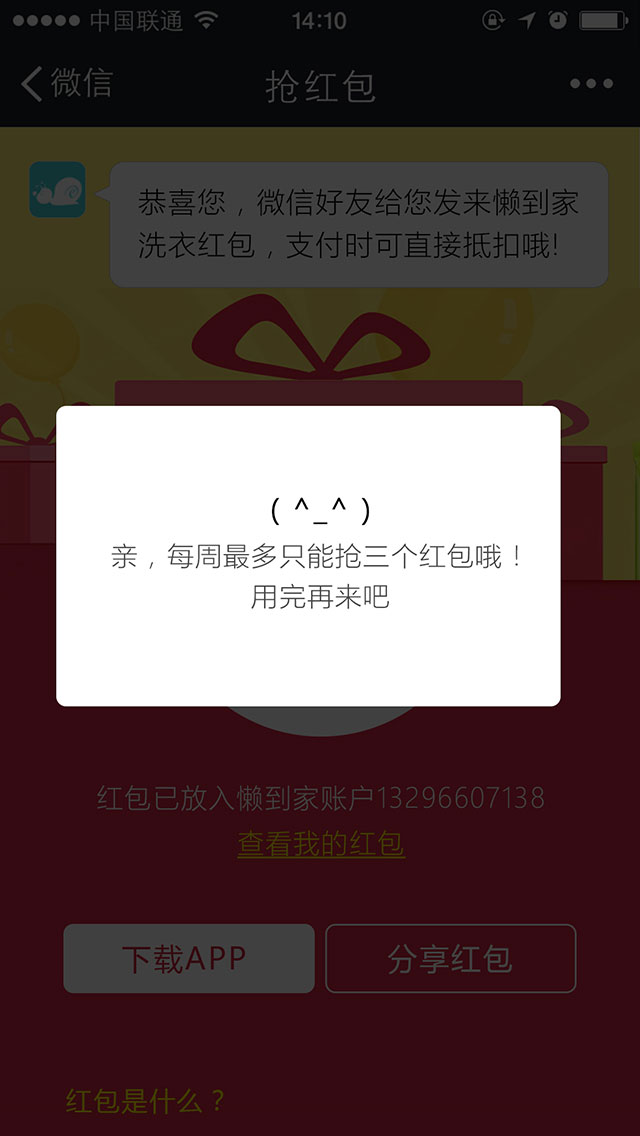 中国联通
14:10
微信
抢红包
恭喜您，微信好友给您发来懒到家
洗衣红包，支付时可直接抵扣哦!
( ^_^ )
亲，每周最多只能抢三个红包哦！
用完再来吧
红包已放入懒到家账户13296607138
查看我的红包
下载APP
分享红包
红包是什么？